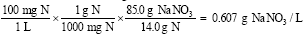 100 mg N / 1 L × 1 g N / 1000 mg N × 85.0 g NaNO₃ / 14.0 g N = 0.607 g NaNO₃ / L